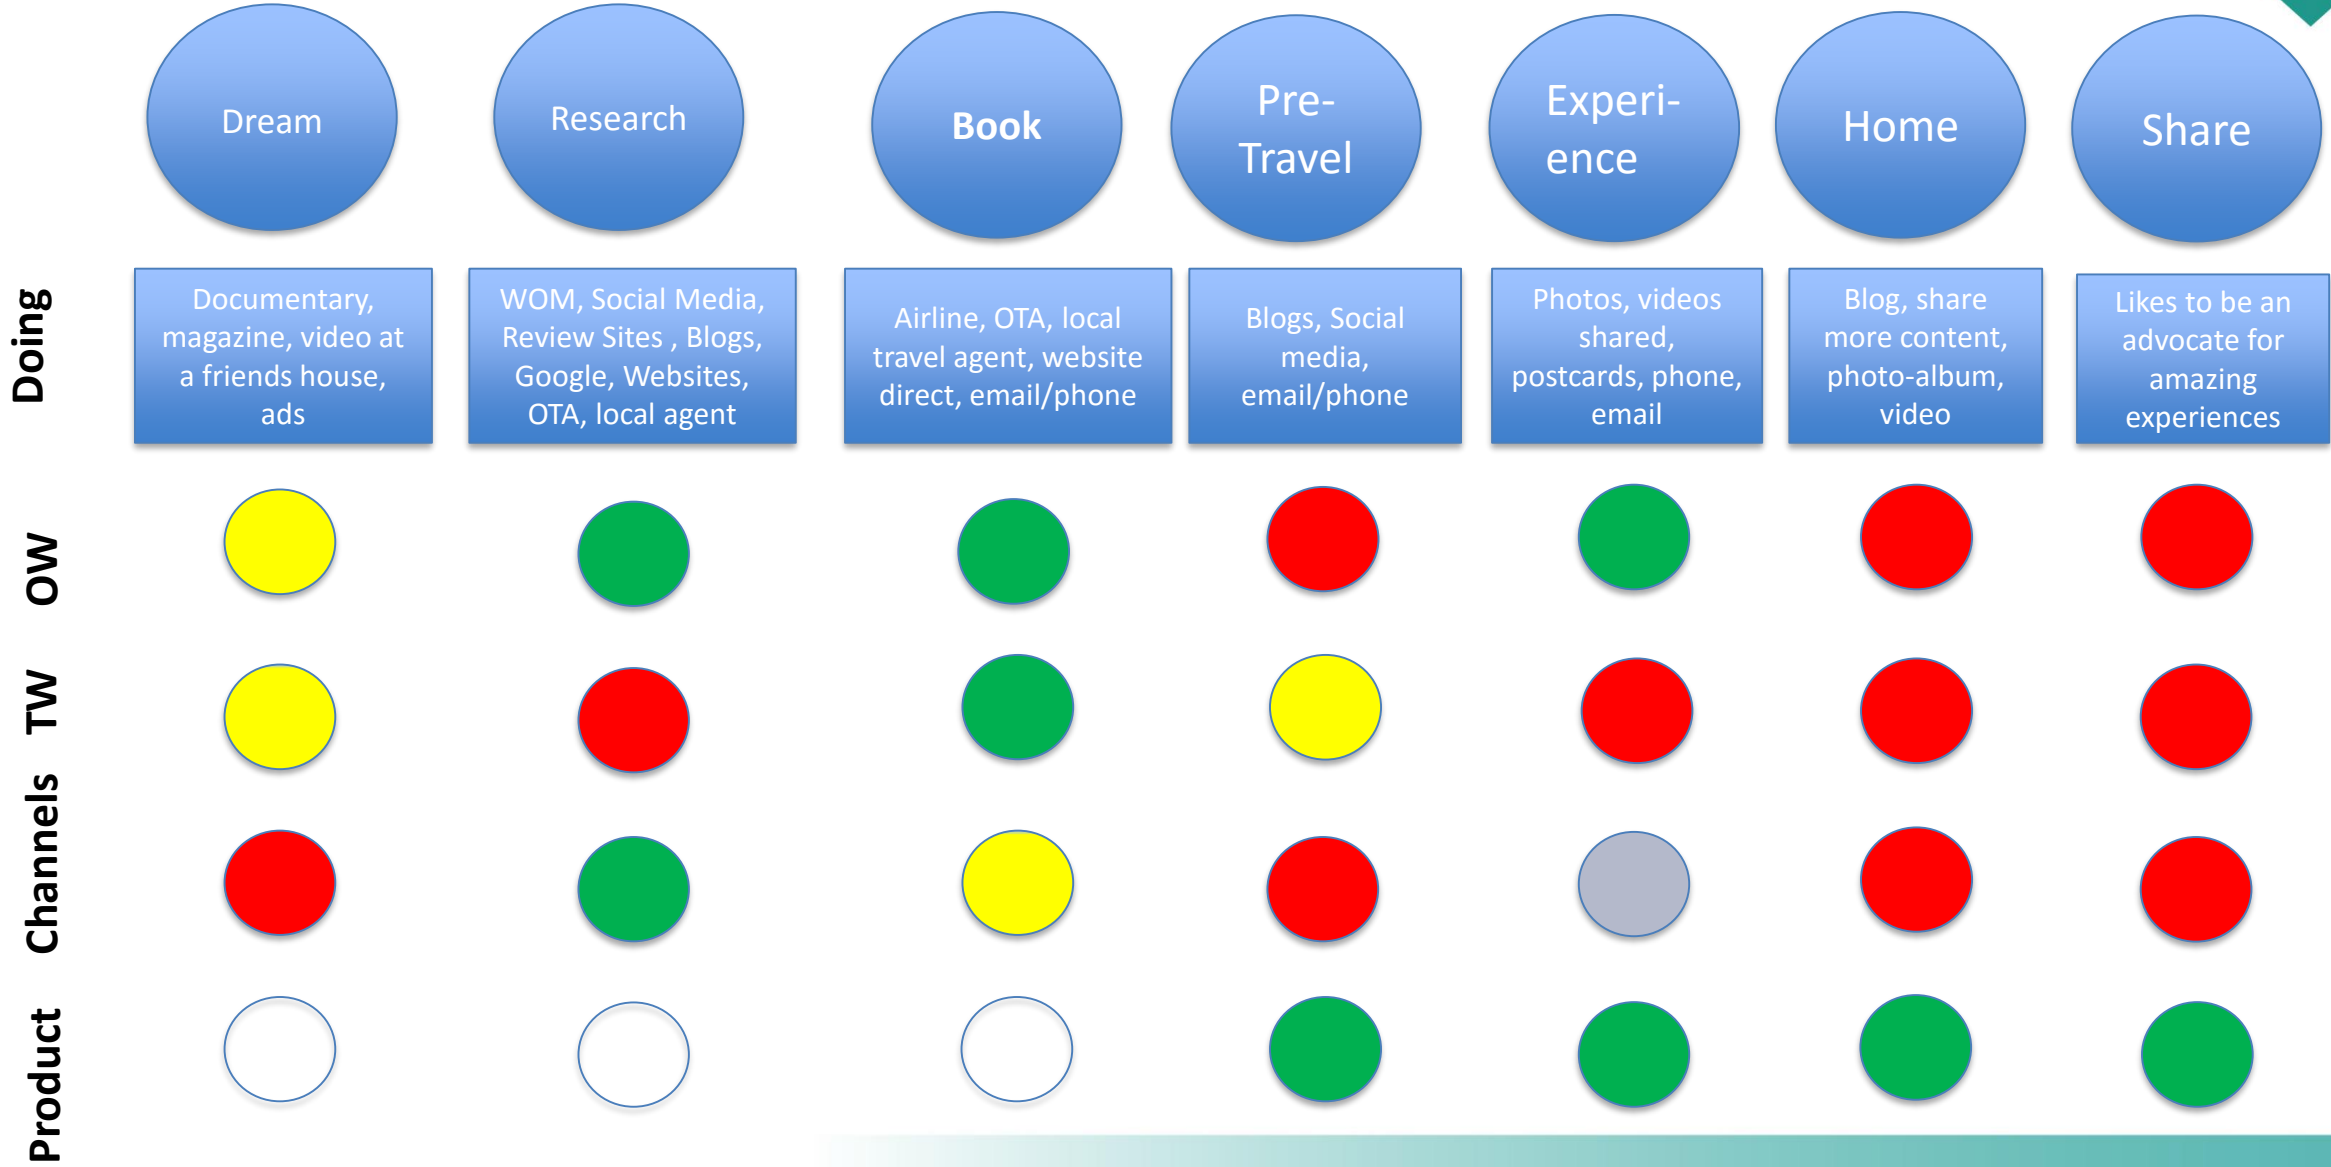 Dream
Research
Book
Pre-
Travel
Experi-
ence
Home
Share
Doing
Documentary,
magazine, video at
a friends house,
ads
WOM, Social Media,
Review Sites , Blogs,
Google, Websites,
OTA, local agent
Airline, OTA, local
travel agent, website
direct, email/phone
Blogs, Social
media,
email/phone
Photos, videos
shared,
postcards, phone,
email
Blog, share
more content,
photo-album,
video
Likes to be an
advocate for
amazing
experiences
OW
TW
Channels
Product